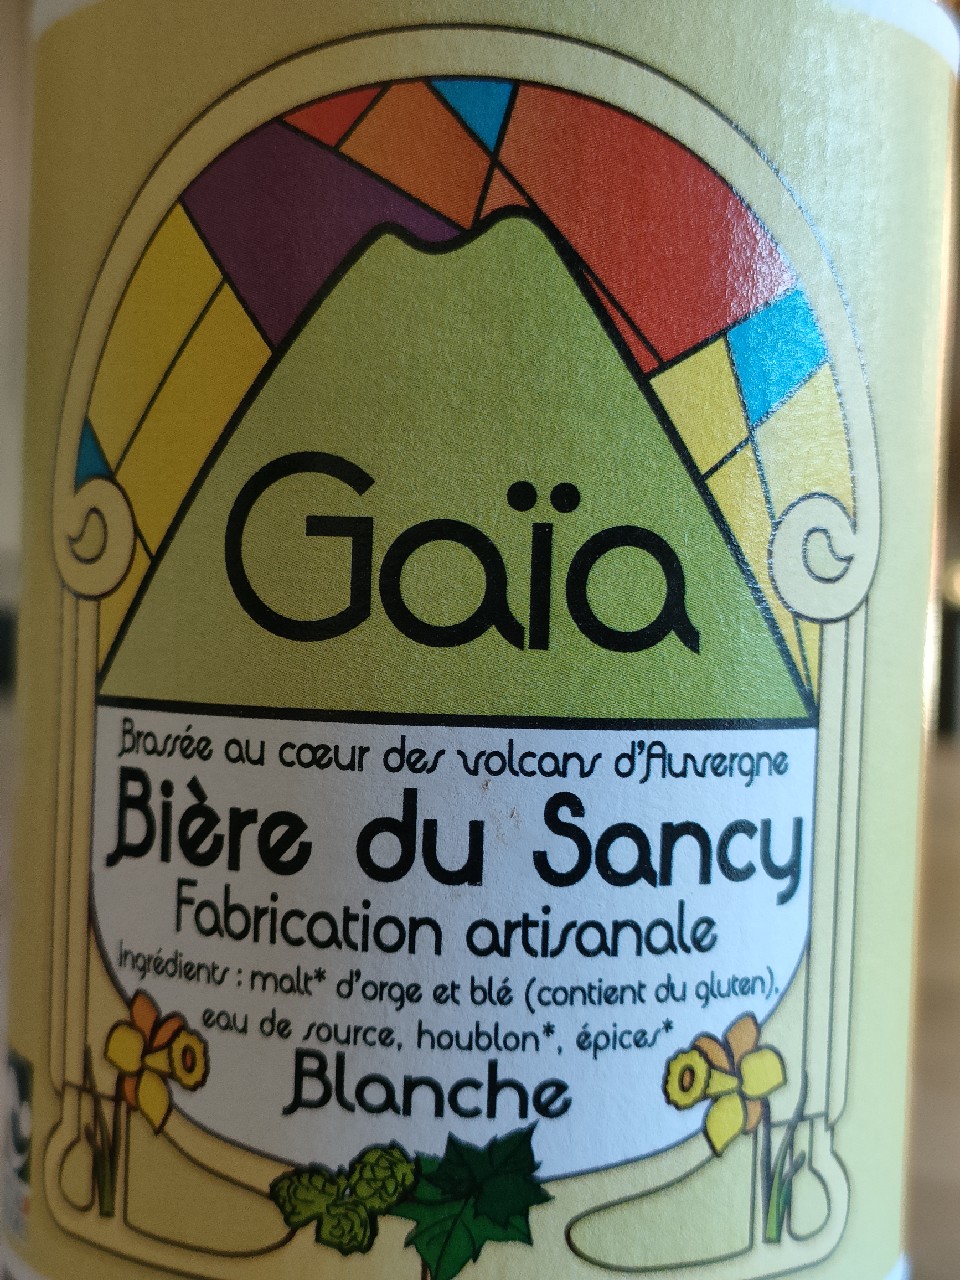 Gaïa
Brassée au cœur des volcans d'Auvergne
Bière du Sancy
Fabrication artisanale
Ingrédients : malt* d'orge et blé (contient du gluten),
eau de source, houblon*, épices*
Blanche